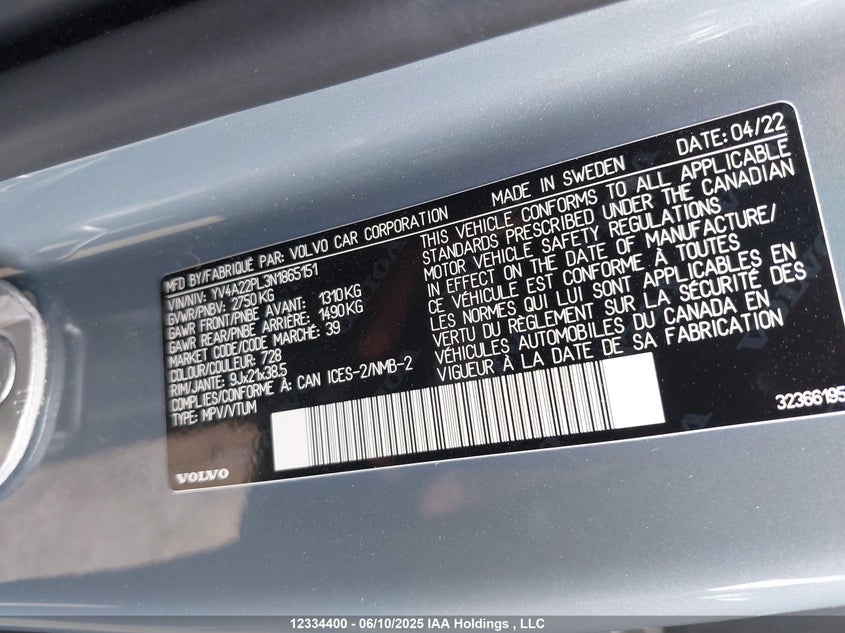 MFD BY/FABRIQUÉ PAR: VOLVO CAR CORPORATION
VIN/NIV: YV4A22PL3N1865151
GVWR/PNBV: 2750 KG
GAWR FRONT/PNBE AVANT: 1310 KG
GAWR REAR/PNBE ARRIÈRE: 1490 KG
MARKET CODE/CODE MARCHÉ: 39
COLOUR/COULEUR: 728
RIM/JANTE: 9Jx21x38.5
COMPLIES/CONFORME À: CAN ICES-2/NMB-2
TYPE: MPV/VTUM
MADE IN SWEDEN DATE: 04/22
THIS VEHICLE CONFORMS TO ALL APPLICABLE
STANDARDS PRESCRIBED UNDER THE CANADIAN
MOTOR VEHICLE SAFETY REGULATIONS
IN EFFECT ON THE DATE OF MANUFACTURE/
CE VÉHICULE EST CONFORME À TOUTES
LES NORMES QUI LUI SONT APPLICABLES EN
VERTU DU RÈGLEMENT SUR LA SÉCURITÉ DES
VÉHICULES AUTOMOBILES DU CANADA EN
VIGUEUR À LA DATE DE SA FABRICATION
VOLVO
32366195
12334400 - 06/10/2025 IAA Holdings , LLC